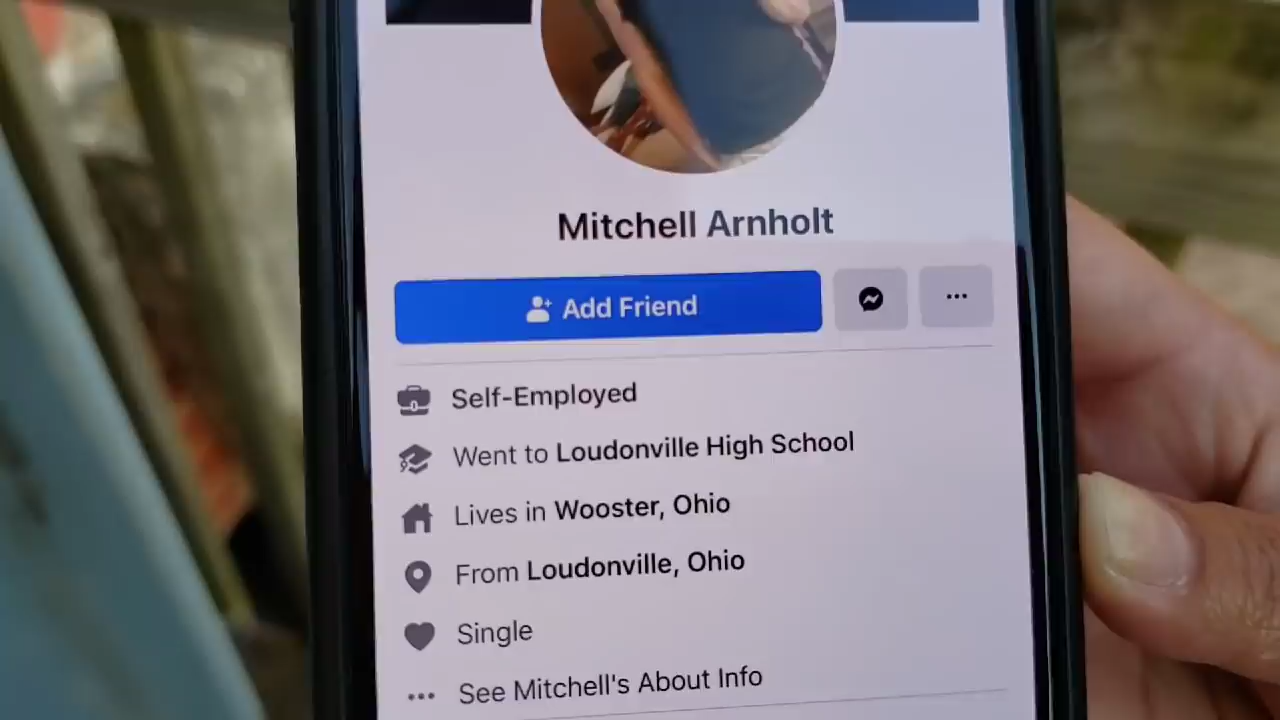 Mitchell Arnholt
Add Friend
Self-Employed
Went to Loudonville High School
Lives in Wooster, Ohio
From Loudonville, Ohio
Single
See Mitchell's About Info